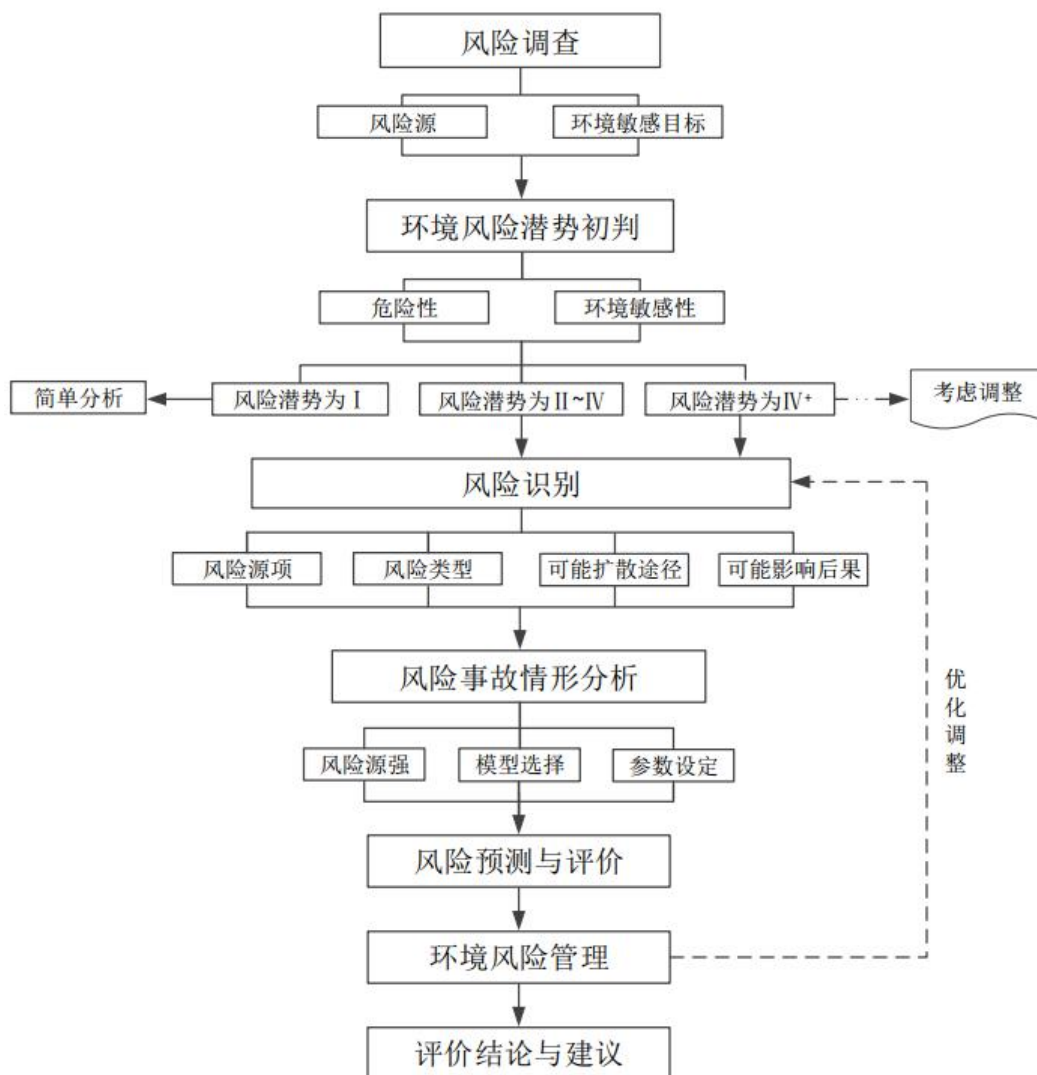 风险调查
风险源
环境敏感目标
环境风险潜势初判
危险性
环境敏感性
简单分析
风险潜势为Ⅰ
风险潜势为Ⅱ~Ⅳ
风险潜势为Ⅳ⁺
考虑调整
风险识别
风险源项
风险类型
可能扩散途径
可能影响后果
风险事故情形分析
优化调整
风险源强
模型选择
参数设定
风险预测与评价
环境风险管理
评价结论与建议